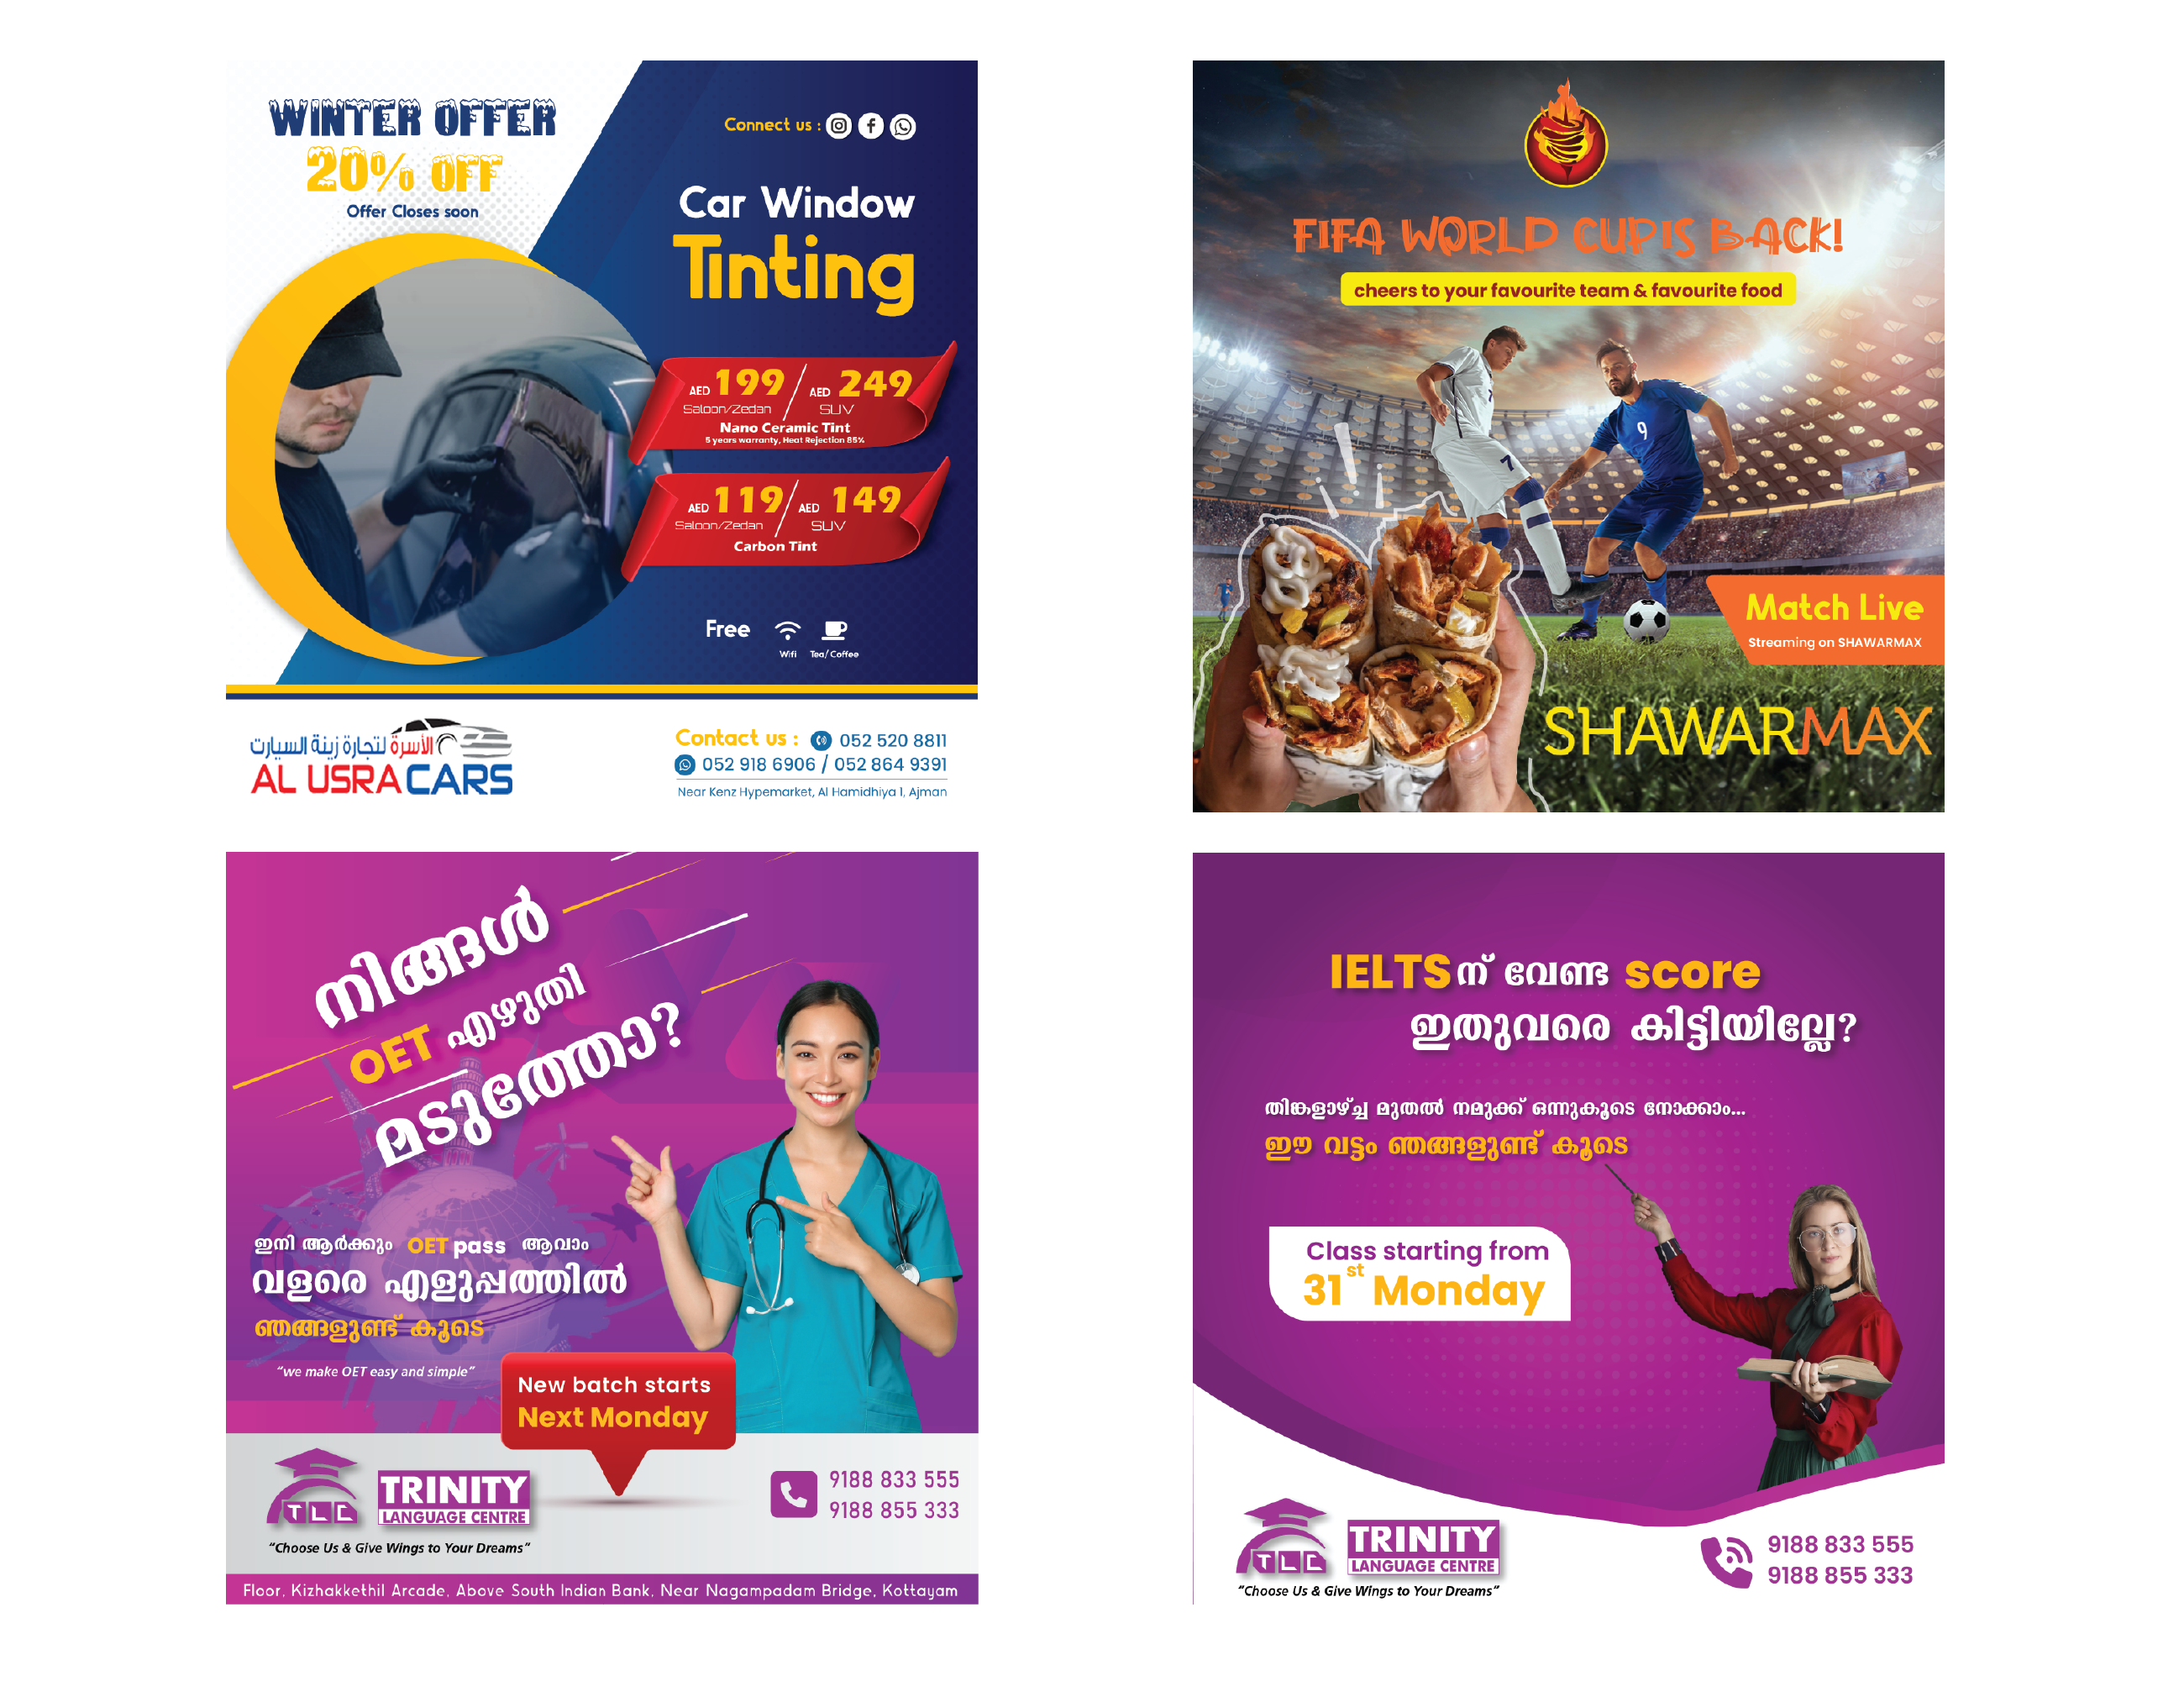 WINTER OFFER
20% OFF
Offer Closes soon
Connect us :
Car Window
Tinting
AED 199 / AED 249
Saloon/Zedan SUV
Nano Ceramic Tint
5 years warranty, Heat Rejection 85%
AED 119 / AED 149
Saloon/Zedan SUV
Carbon Tint
Free
Wifi Tea/Coffee
الأسرة لتجارة زينة السيارت
AL USRA CARS
Contact us : 052 520 8811
052 918 6906 / 052 864 9391
Near Kenz Hypemarket, Al Hamidhiya 1, Ajman
FIFA WORLD CUP IS BACK!
cheers to your favourite team & favourite food
7
7
9
Match Live
Streaming on SHAWARMAX
SHAWARMAX
നിങ്ങൾ
OET എഴുതി
മടുത്തോ?
ഇനി ആർക്കും OET pass ആവാം
വളരെ എളുപ്പത്തിൽ
ഞങ്ങളുണ്ട് കൂടെ
"we make OET easy and simple"
New batch starts
Next Monday
TLC
TRINITY
LANGUAGE CENTRE
"Choose Us & Give Wings to Your Dreams"
9188 833 555
9188 855 333
Floor, Kizhakkethil Arcade, Above South Indian Bank, Near Nagampadam Bridge, Kottayam
IELTS ന് വേണ്ട score
ഇതുവരെ കിട്ടിയില്ലേ?
തിങ്കളാഴ്ച്ച മുതൽ നമുക്ക് ഒന്നുകൂടെ നോക്കാം...
ഈ വട്ടം ഞങ്ങളുണ്ട് കൂടെ
Class starting from
31st Monday
TLC
TRINITY
LANGUAGE CENTRE
"Choose Us & Give Wings to Your Dreams"
9188 833 555
9188 855 333